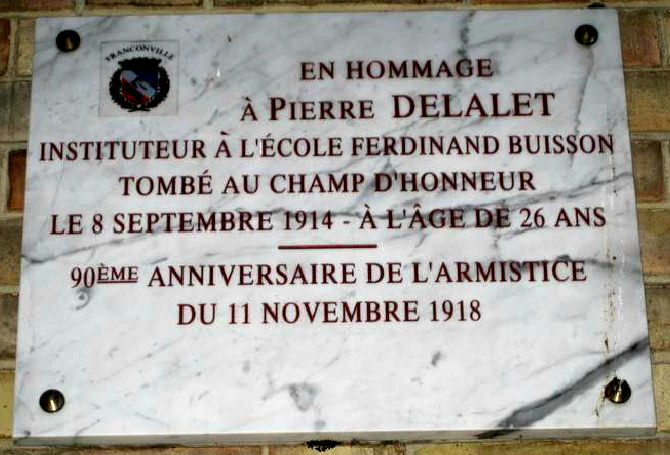 FRANCONVILLE
EN HOMMAGE
À PIERRE DELALET
INSTITUTEUR À L'ÉCOLE FERDINAND BUISSON
TOMBÉ AU CHAMP D'HONNEUR
LE 8 SEPTEMBRE 1914 - À L'ÂGE DE 26 ANS
90ÈME ANNIVERSAIRE DE L'ARMISTICE
DU 11 NOVEMBRE 1918